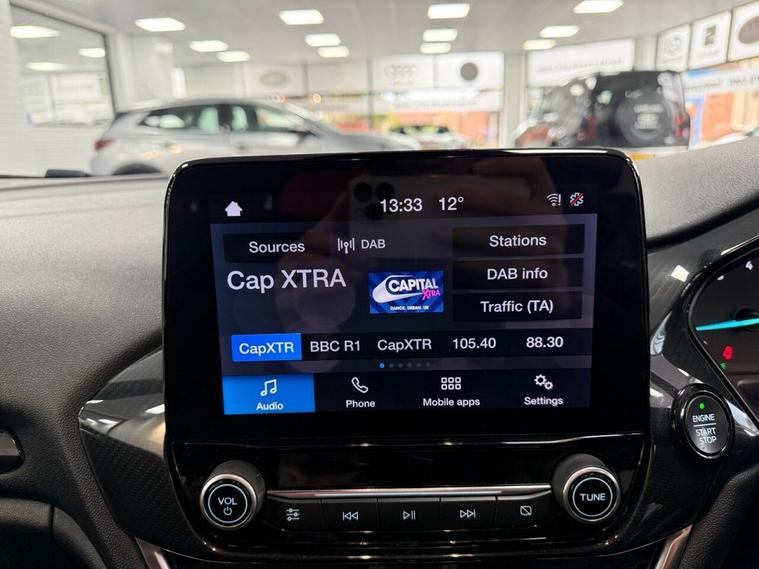 13:33 12°
Sources DAB Stations
Cap XTRA
CAPITAL
XTRA
DANCE. URBAN. UK
DAB info
Traffic (TA)
CapXTR BBC R1 CapXTR 105.40 88.30
Audio Phone Mobile apps Settings
ENGINE
START
STOP
VOL
TUNE
4